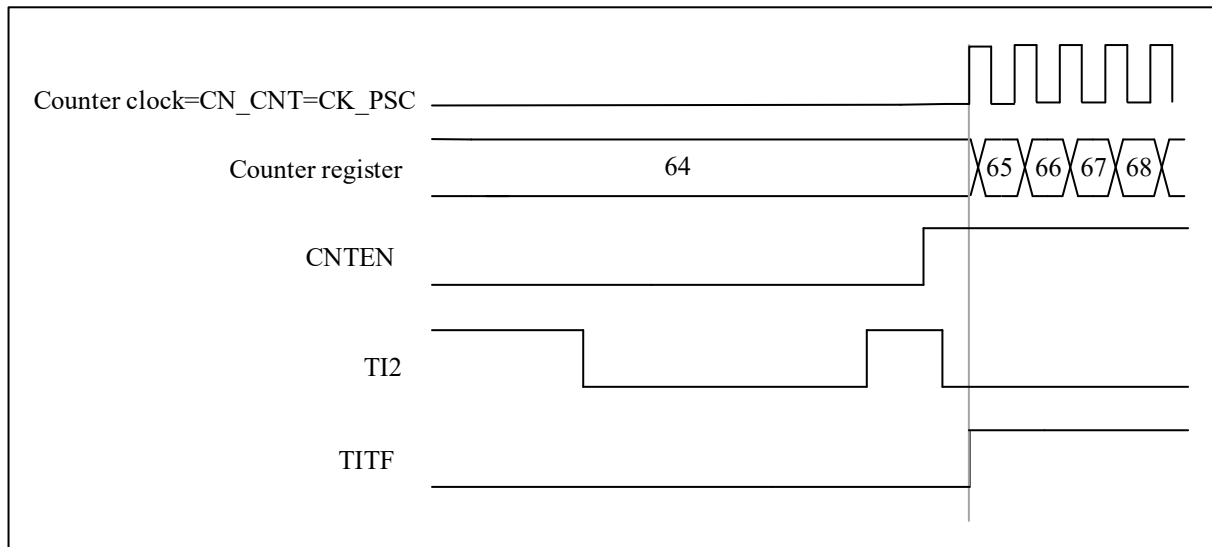 Counter clock=CN_CNT=CK_PSC
Counter register 64 65 66 67 68
CNTEN
TI2
TITF